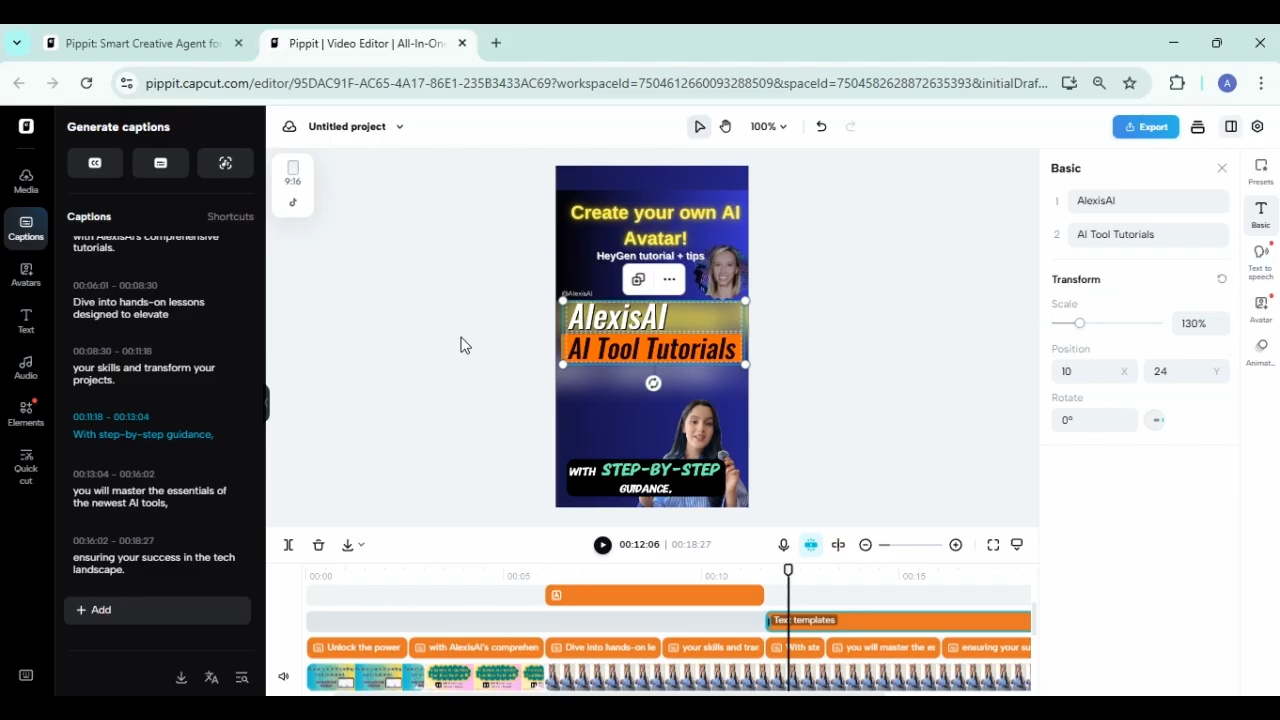 Pippit: Smart Creative Agent for
Pippit | Video Editor | All-In-On
pippit.capcut.com/editor/95DAC91F-AC65-4A17-86E1-235B3433AC69?workspaceId=7504612660093288509&spaceId=7504582628872635393&initialDraf...
A
Generate captions
Untitled project
100%
Export
Media
Captions
Avatars
Text
Audio
Elements
Quick
cut
Captions
Shortcuts
with AlexisAI's comprehensive
tutorials.
00:06:01 – 00:08:30
Dive into hands-on lessons
designed to elevate
00:08:30 – 00:11:18
your skills and transform your
projects.
00:11:18 – 00:13:04
With step-by-step guidance,
00:13:04 – 00:16:02
you will master the essentials of
the newest AI tools,
00:16:02 – 00:18:27
ensuring your success in the tech
landscape.
+ Add
9:16
Create your own AI
Avatar!
HeyGen tutorial + tips
@AlexisAI
AlexisAI
AI Tool Tutorials
WITH STEP-BY-STEP
GUIDANCE,
Basic
1 AlexisAI
2 AI Tool Tutorials
Transform
Scale
130%
Position
10 X 24 Y
Rotate
0°
Presets
Basic
Text to
speech
Avatar
Animat...
00:12:06 | 00:18:27
00:00 00:05 00:10 00:15
Text templates
Unlock the power
with AlexisAI's comprehen
Dive into hands-on le
your skills and tran
With ste
you will master the es
ensuring your su